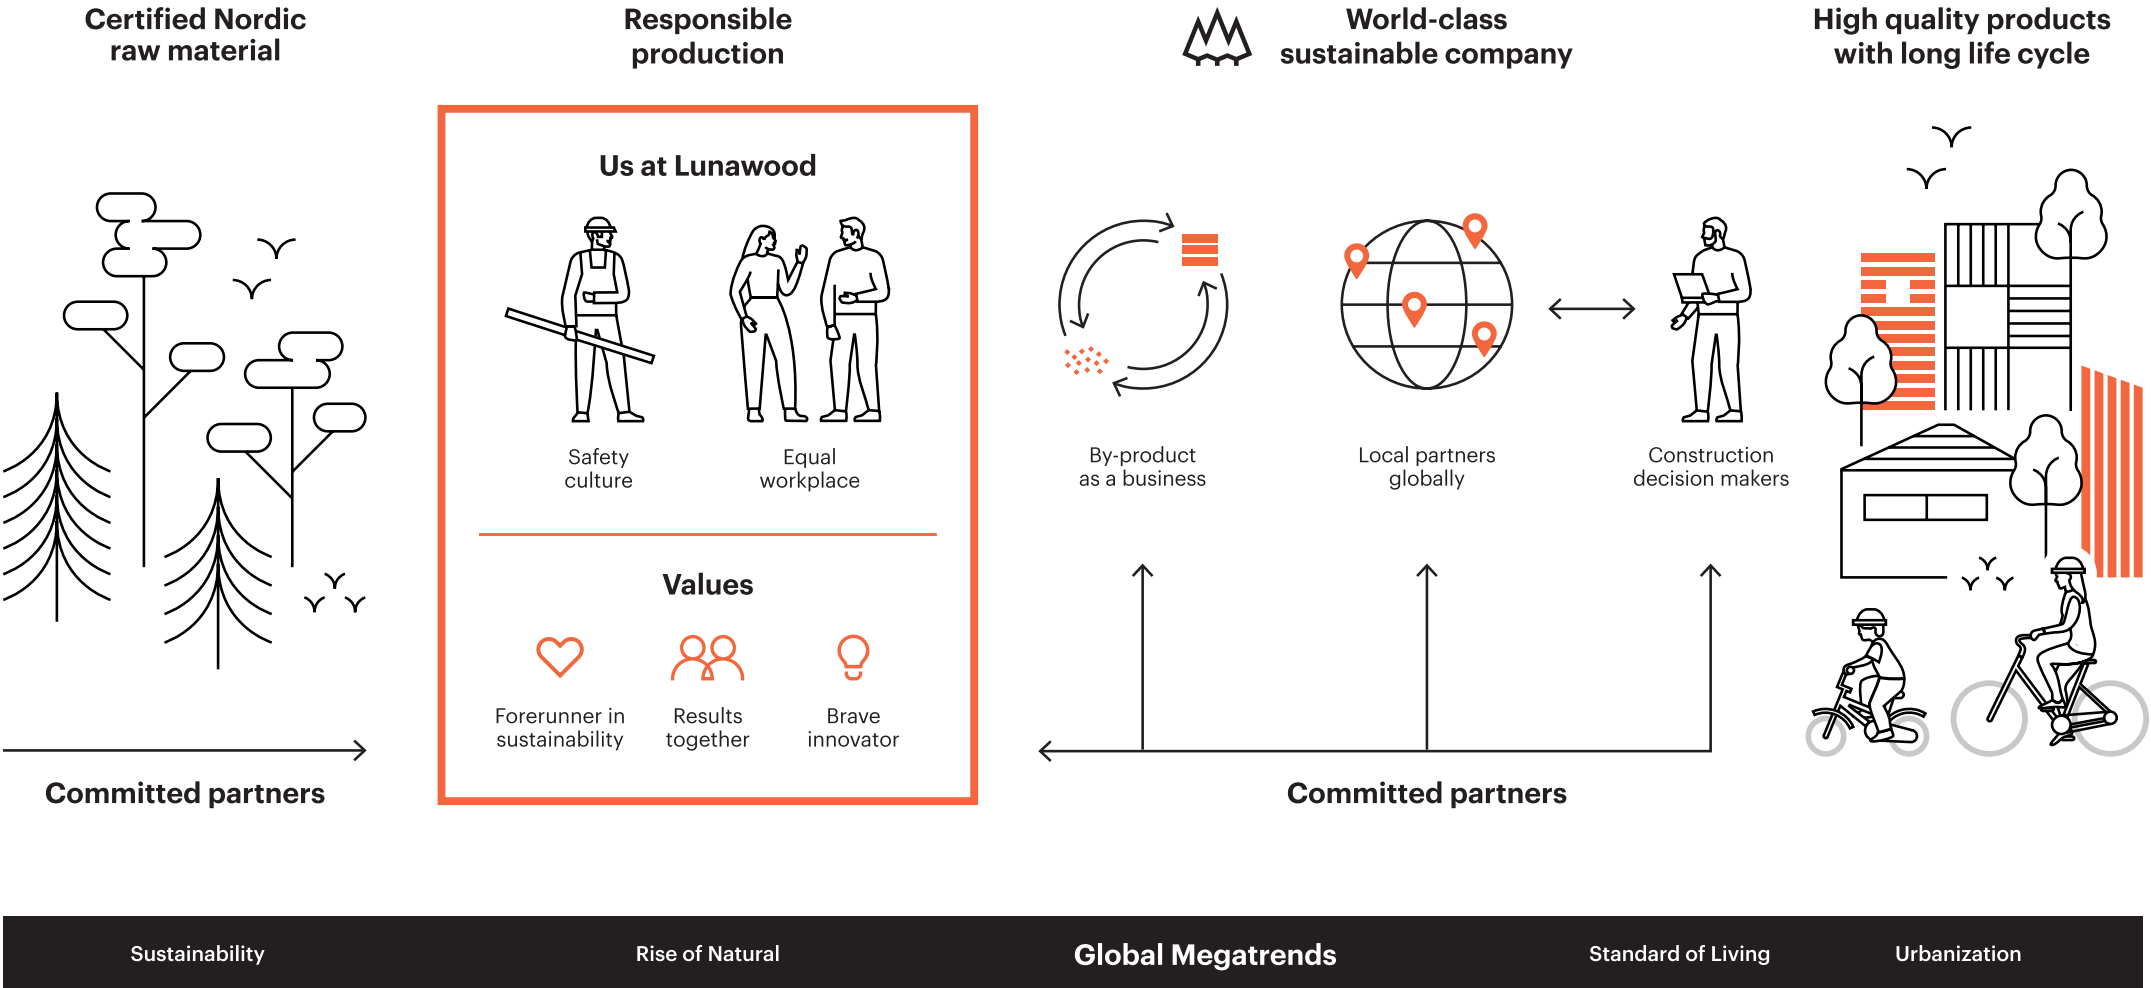 Certified Nordic
raw material
Responsible
production
World-class
sustainable company
High quality products
with long life cycle
Us at Lunawood
Safety
culture
Equal
workplace
Values
Forerunner in
sustainability
Results
together
Brave
innovator
By-product
as a business
Local partners
globally
Construction
decision makers
Committed partners
Committed partners
Sustainability
Rise of Natural
Global Megatrends
Standard of Living
Urbanization